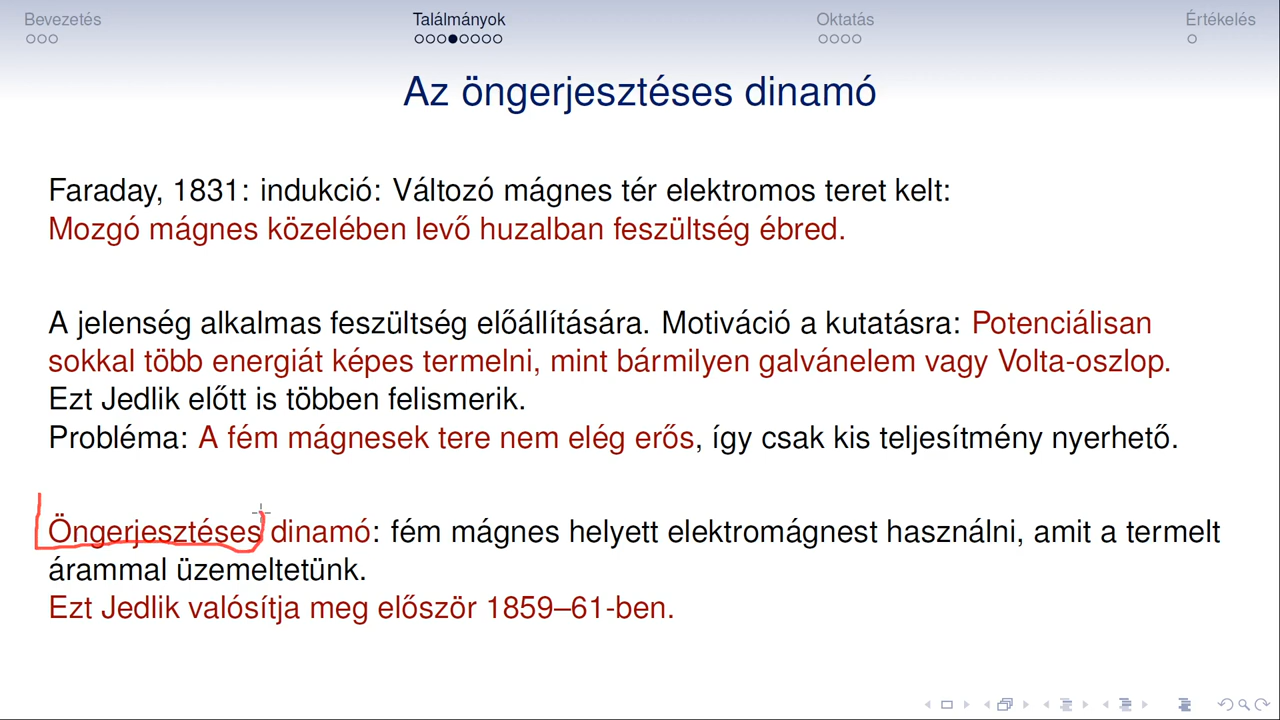 Bevezetés Találmányok Oktatás Értékelés
Az öngerjesztéses dinamó
Faraday, 1831: indukció: Változó mágnes tér elektromos teret kelt:
Mozgó mágnes közelében levő huzalban feszültség ébred.
A jelenség alkalmas feszültség előállítására. Motiváció a kutatásra: Potenciálisan
sokkal több energiát képes termelni, mint bármilyen galvánelem vagy Volta-oszlop.
Ezt Jedlik előtt is többen felismerik.
Probléma: A fém mágnesek tere nem elég erős, így csak kis teljesítmény nyerhető.
Öngerjesztéses dinamó: fém mágnes helyett elektromágnest használni, amit a termelt
árammal üzemeltetünk.
Ezt Jedlik valósítja meg először 1859–61-ben.